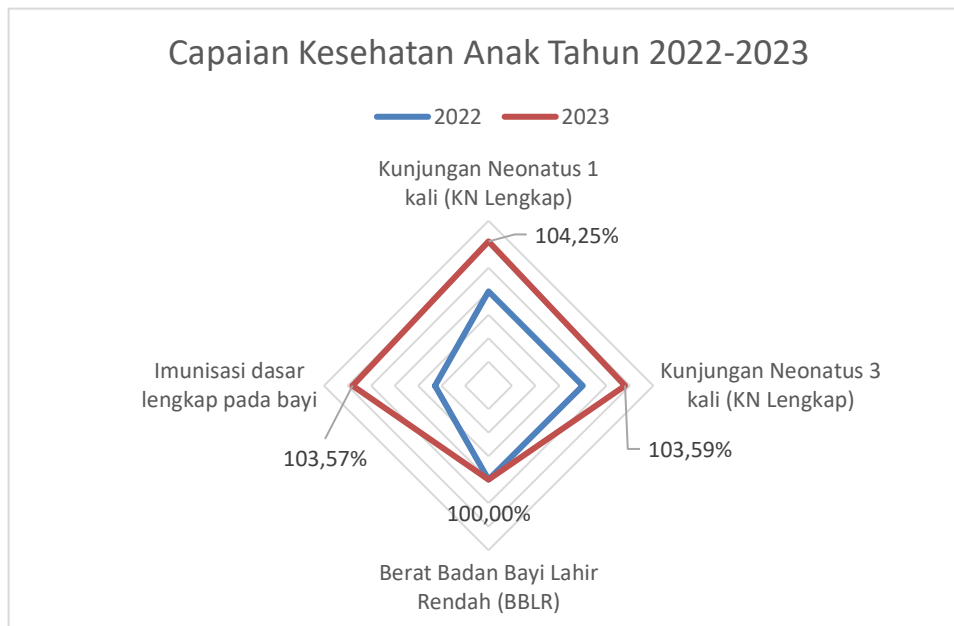 Capaian Kesehatan Anak Tahun 2022-2023
2022 2023
Kunjungan Neonatus 1
kali (KN Lengkap)
104,25%
Imunisasi dasar
lengkap pada bayi
Kunjungan Neonatus 3
kali (KN Lengkap)
103,57%
103,59%
100,00%
Berat Badan Bayi Lahir
Rendah (BBLR)